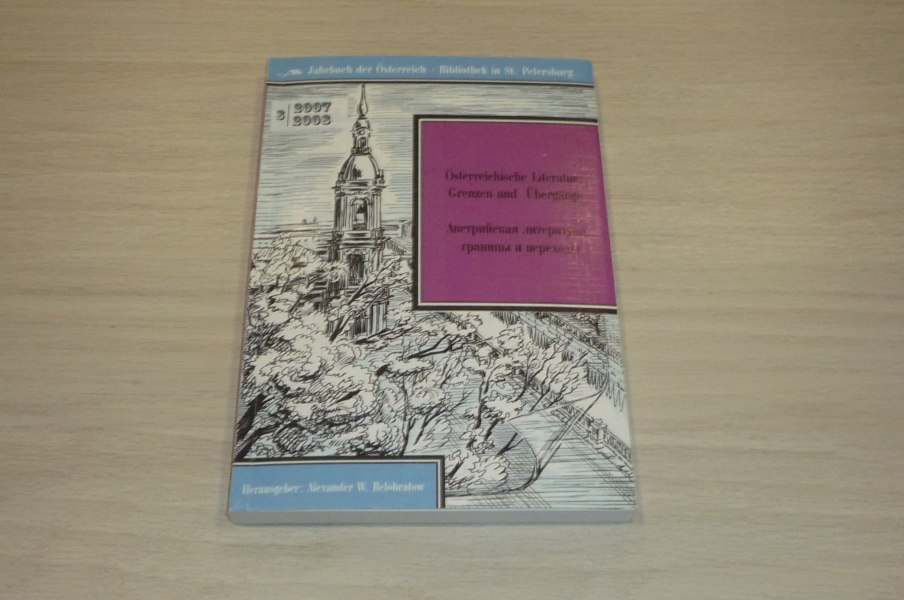 Jahrbuch der Österreich - Bibliothek in St. Petersburg
8 2007
2008
Österreichische Literatur:
Grenzen und Übergänge
Австрийская литература:
границы и переходы
Herausgeber: Alexander W. Belobratow